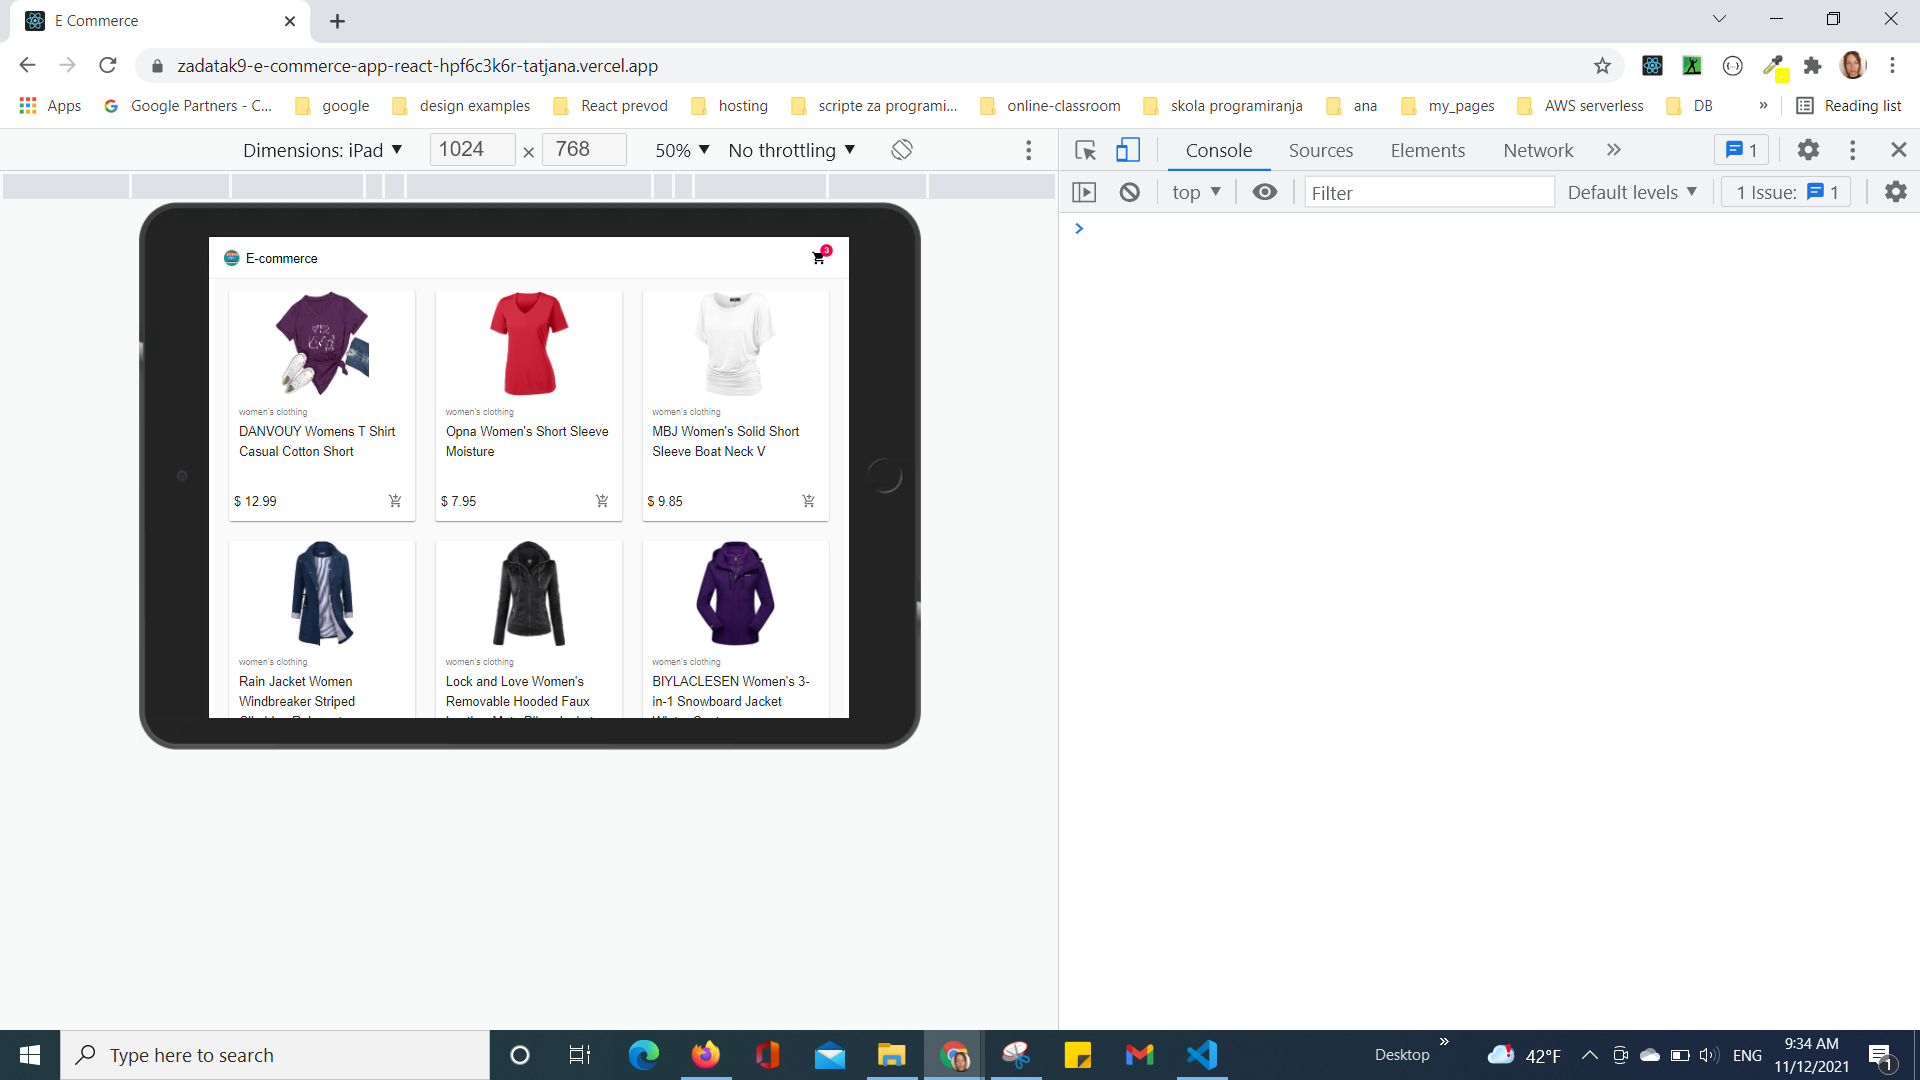 E Commerce
zadatak9-e-commerce-app-react-hpf6c3k6r-tatjana.vercel.app
Apps Google Partners - C... google design examples React prevod hosting scripte za programi... online-classroom skola programiranja ana my_pages AWS serverless DB » Reading list
Dimensions: iPad 1024 × 768 50% No throttling
Console Sources Elements Network » 1
top Filter Default levels 1 Issue: 1
E-commerce 3
women's clothing women's clothing women's clothing
DANVOUY Womens T Shirt Opna Women's Short Sleeve MBJ Women's Solid Short
Casual Cotton Short Moisture Sleeve Boat Neck V
$ 12.99 $ 7.95 $ 9.85
women's clothing women's clothing women's clothing
Rain Jacket Women Lock and Love Women's BIYLACLESEN Women's 3-
Windbreaker Striped Removable Hooded Faux in-1 Snowboard Jacket
Type here to search
Desktop » 42°F ENG 9:34 AM
11/12/2021 1